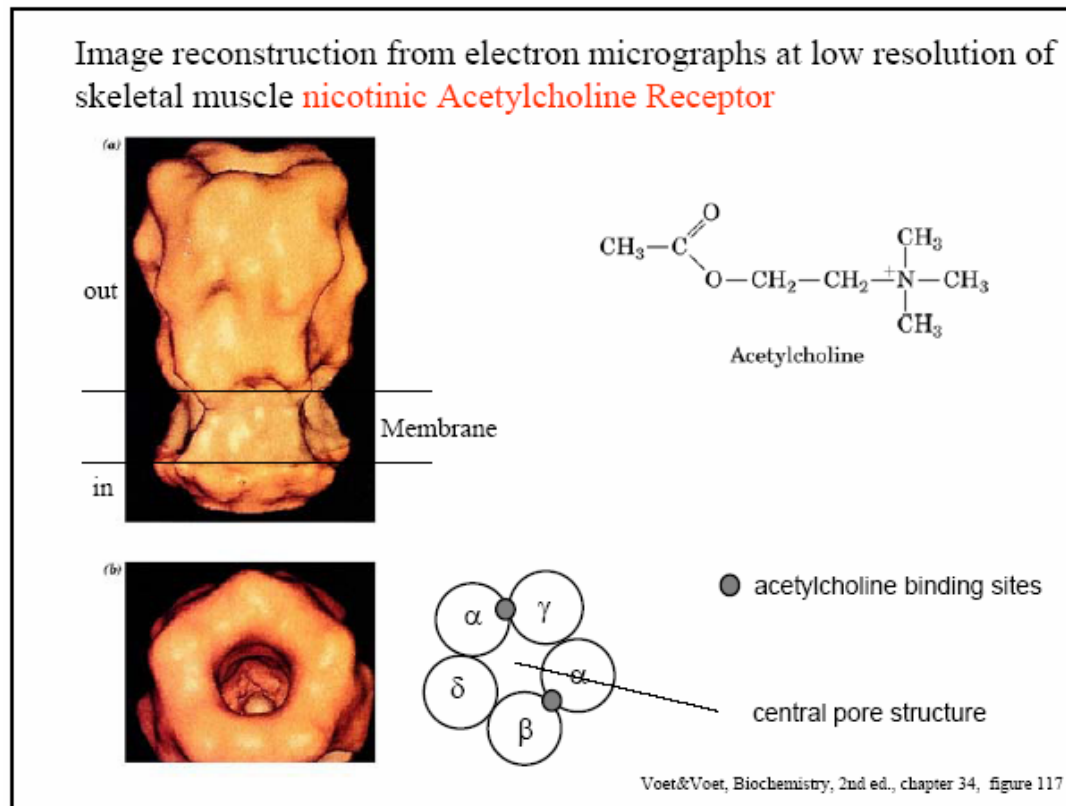 Image reconstruction from electron micrographs at low resolution of
skeletal muscle nicotinic Acetylcholine Receptor
(a)
out
Membrane
in
O
CH₃—C
O—CH₂—CH₂—N—CH₃
+
CH₃
CH₃
Acetylcholine
(b)
α
γ
δ
α
β
acetylcholine binding sites
central pore structure
Voet&Voet, Biochemistry, 2nd ed., chapter 34, figure 117